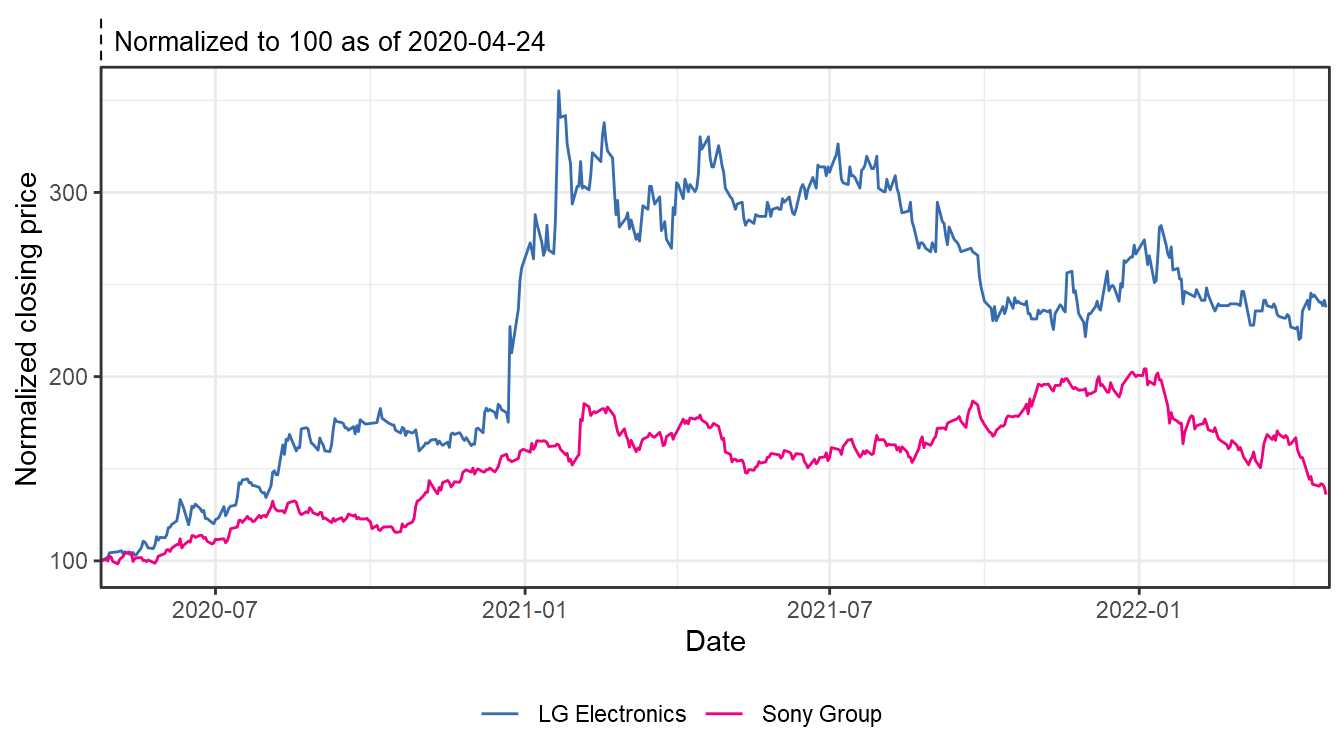 Normalized to 100 as of 2020-04-24
Normalized closing price
300
200
100
2020-07
2021-01
2021-07
2022-01
Date
LG Electronics
Sony Group